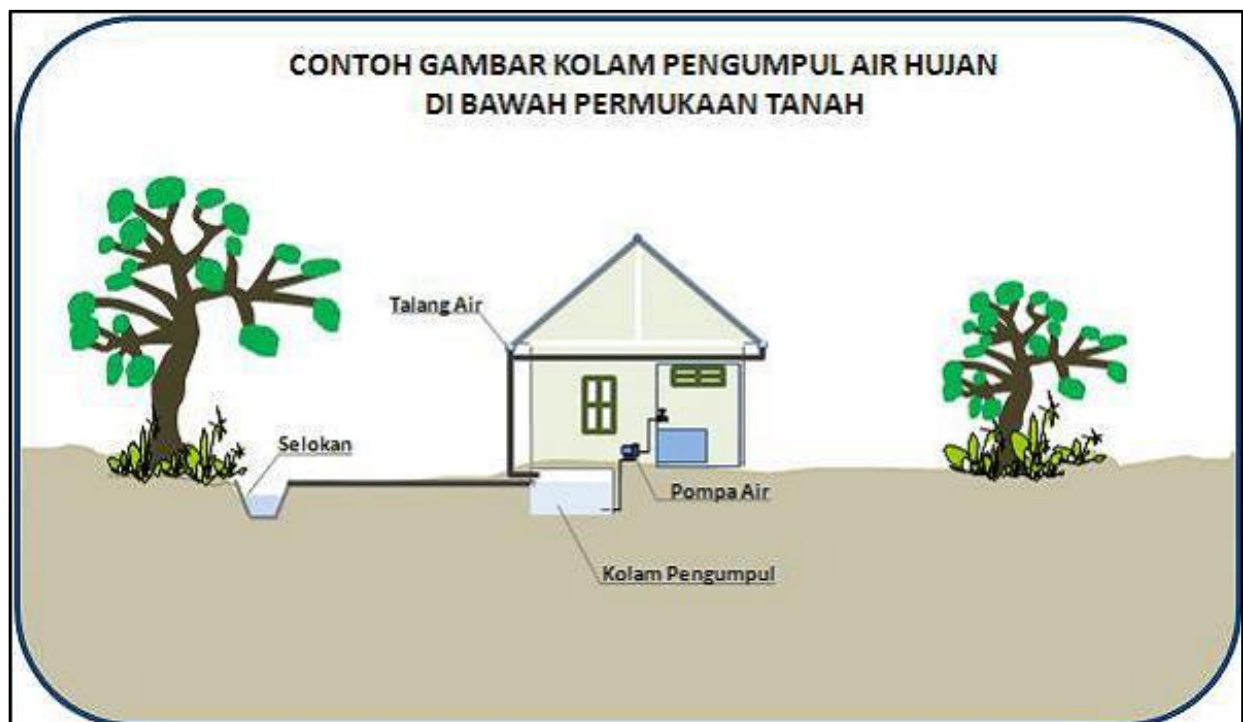 CONTOH GAMBAR KOLAM PENGUMPUL AIR HUJAN
DI BAWAH PERMUKAAN TANAH
Talang Air
Selokan
Pompa Air
Kolam Pengumpul